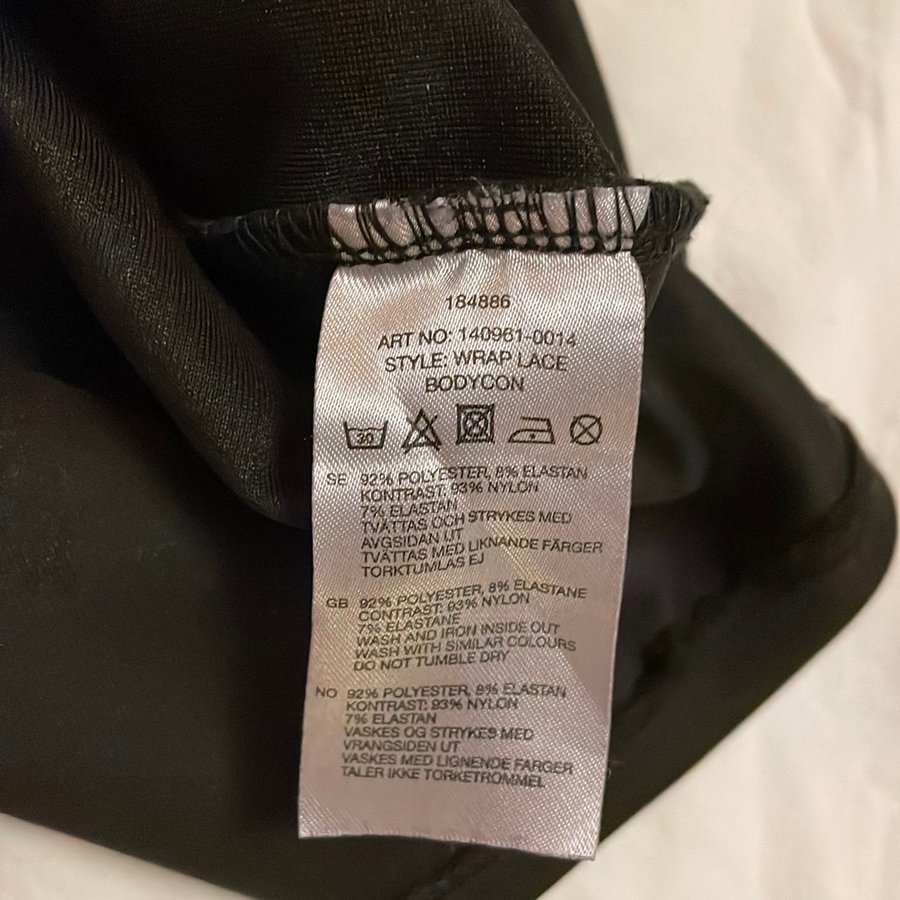 184886
ART NO: 140961-0014
STYLE: WRAP LACE
BODYCON
30
SE 92% POLYESTER, 8% ELASTAN
KONTRAST: 93% NYLON
7% ELASTAN
TVÄTTAS OCH STRYKES MED
AVGSIDAN UT
TVÄTTAS MED LIKNANDE FÄRGER
TORKTUMLAS EJ
GB 92% POLYESTER, 8% ELASTANE
CONTRAST: 93% NYLON
7% ELASTANE
WASH AND IRON INSIDE OUT
WASH WITH SIMILAR COLOURS
DO NOT TUMBLE DRY
NO 92% POLYESTER, 8% ELASTAN
KONTRAST: 93% NYLON
7% ELASTAN
VASKES OG STRYKES MED
VRANGSIDEN UT
VASKES MED LIGNENDE FARGER
TALER IKKE TORKETROMMEL